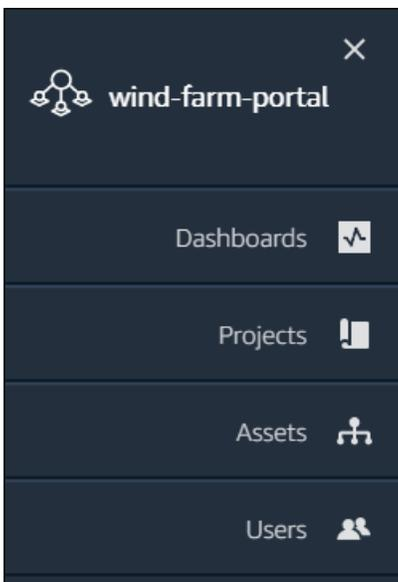 wind-farm-portal
Dashboards
Projects
Assets
Users